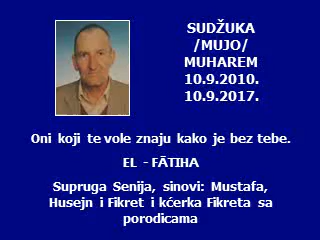 SUDŽUKA
/MUJO/
MUHAREM
10.9.2010.
10.9.2017.
Oni koji te vole znaju kako je bez tebe.
EL - FĀTIHA
Supruga Senija, sinovi: Mustafa,
Husejn i Fikret i kćerka Fikreta sa
porodicama